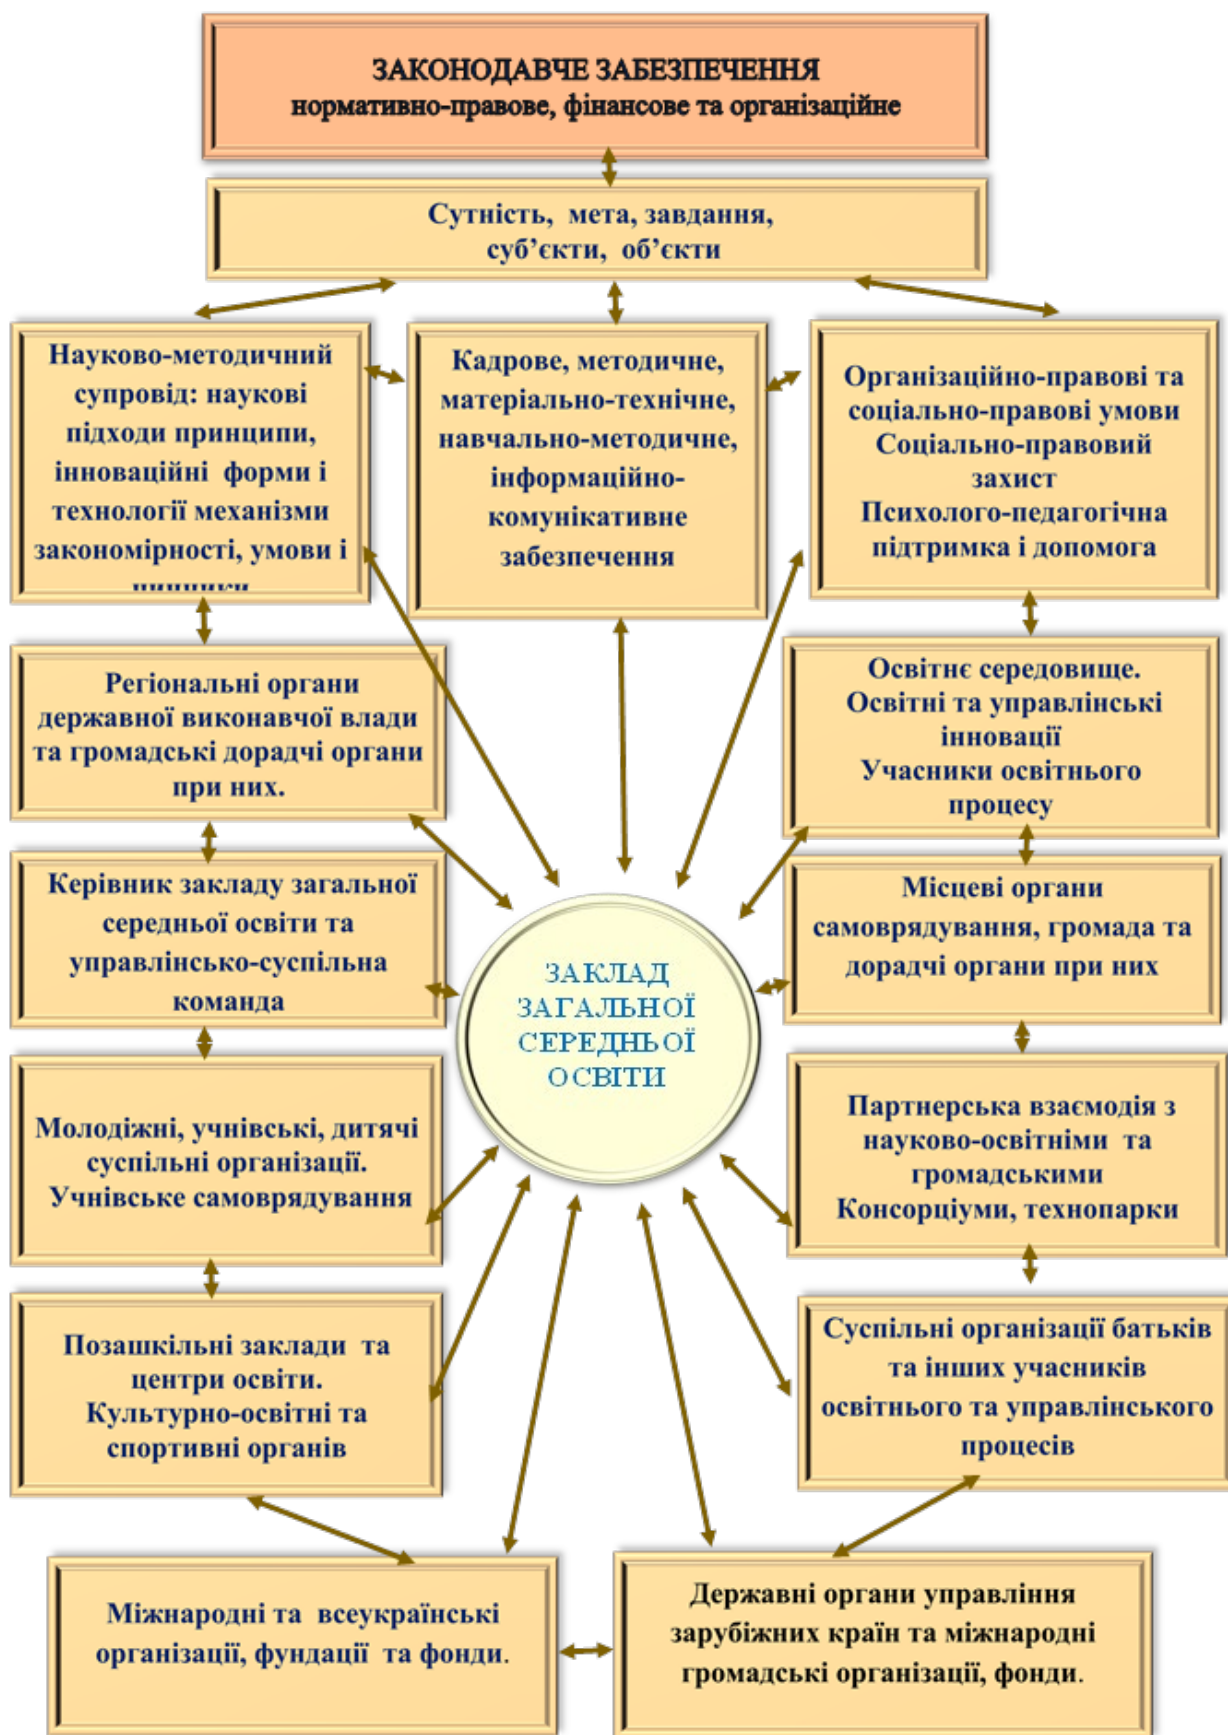 ЗАКОНОДАВЧЕ ЗАБЕЗПЕЧЕННЯ
нормативно-правове, фінансове та організаційне
Сутність, мета, завдання,
суб’єкти, об’єкти
Науково-методичний
супровід: наукові
підходи принципи,
інноваційні форми і
технології механізми
закономірності, умови і
Кадрове, методичне,
матеріально-технічне,
навчально-методичне,
інформаційно-
комунікативне
забезпечення
Організаційно-правові та
соціально-правові умови
Соціально-правовий
захист
Психолого-педагогічна
підтримка і допомога
Регіональні органи
державної виконавчої влади
та громадські дорадчі органи
при них.
Освітнє середовище.
Освітні та управлінські
інновації
Учасники освітнього
процесу
Керівник закладу загальної
середньої освіти та
управлінсько-суспільна
команда
ЗАКЛАД
ЗАГАЛЬНОЇ
СЕРЕДНЬОЇ
ОСВІТИ
Місцеві органи
самоврядування, громада та
дорадчі органи при них
Молодіжні, учнівські, дитячі
суспільні організації.
Учнівське самоврядування
Партнерська взаємодія з
науково-освітніми та
громадськими
Консорціуми, технопарки
Позашкільні заклади та
центри освіти.
Культурно-освітні та
спортивні органів
Суспільні організації батьків
та інших учасників
освітнього та управлінського
процесів
Міжнародні та всеукраїнські
організації, фундації та фонди.
Державні органи управління
зарубіжних країн та міжнародні
громадські організації, фонди.